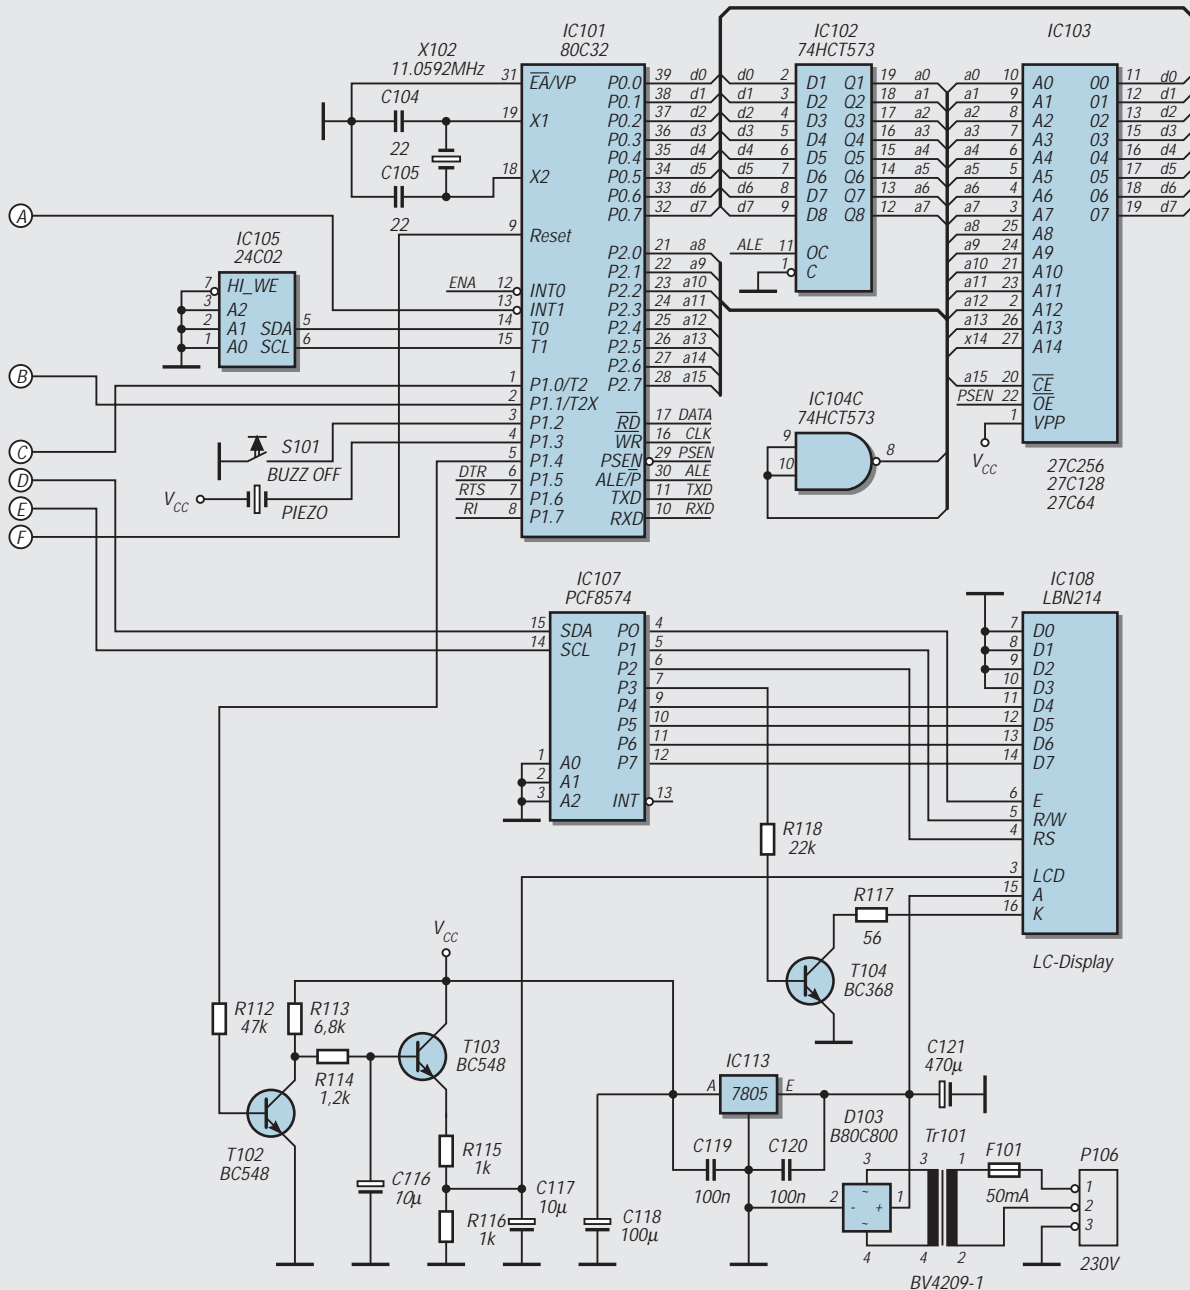 IC101
80C32
X102
11.0592MHz
C104
22
C105
22
31 EA/VP
19 X1
18 X2
9 Reset
ENA 12 INT0
13 INT1
14 T0
15 T1
1 P1.0/T2
2 P1.1/T2X
3 P1.2
4 P1.3
5 P1.4
DTR 6 P1.5
RTS 7 P1.6
RI 8 P1.7
P0.0 39 d0
P0.1 38 d1
P0.2 37 d2
P0.3 36 d3
P0.4 35 d4
P0.5 34 d5
P0.6 33 d6
P0.7 32 d7
P2.0 21 a8
P2.1 22 a9
P2.2 23 a10
P2.3 24 a11
P2.4 25 a12
P2.5 26 a13
P2.6 27 a14
P2.7 28 a15
RD 17 DATA
WR 16 CLK
PSEN 29 PSEN
ALE/P 30 ALE
TXD 11 TXD
RXD 10 RXD
IC102
74HCT573
d0 2 D1 Q1 19 a0
d1 3 D2 Q2 18 a1
d2 4 D3 Q3 17 a2
d3 5 D4 Q4 16 a3
d4 6 D5 Q5 15 a4
d5 7 D6 Q6 14 a5
d6 8 D7 Q7 13 a6
d7 9 D8 Q8 12 a7
ALE 11 OC
1 C
IC103
a0 10 A0 00 11 d0
a1 9 A1 01 12 d1
a2 8 A2 02 13 d2
a3 7 A3 03 15 d3
a4 6 A4 04 16 d4
a5 5 A5 05 17 d5
a6 4 A6 06 18 d6
a7 3 A7 07 19 d7
a8 25 A8
a9 24 A9
a10 21 A10
a11 23 A11
a12 2 A12
a13 26 A13
x14 27 A14
a15 20 CE
PSEN 22 OE
1 VPP
VCC
27C256
27C128
27C64
IC104C
74HCT573
9
10
8
A
B
C
D
E
F
IC105
24C02
7 HI_WE
3 A2
2 A1 SDA 5
1 A0 SCL 6
S101
BUZZ OFF
VCC
PIEZO
IC107
PCF8574
15 SDA P0 4
14 SCL P1 5
P2 6
P3 7
P4 9
P5 10
P6 11
1 A0 P7 12
2 A1
3 A2 INT 13
IC108
LBN214
7 D0
8 D1
9 D2
10 D3
11 D4
12 D5
13 D6
14 D7
6 E
5 R/W
4 RS
3 LCD
15 A
16 K
LC-Display
R118
22k
R117
56
T104
BC368
VCC
R112
47k
R113
6,8k
R114
1,2k
T103
BC548
T102
BC548
R115
1k
R116
1k
C116
10µ
C117
10µ
C118
100µ
IC113
A 7805 E
C119
100n
C120
100n
C121
470µ
D103
B80C800
3 ~
2 - + 1
~ 4
Tr101
3 1
4 2
BV4209-1
F101
50mA
P106
1
2
3
230V